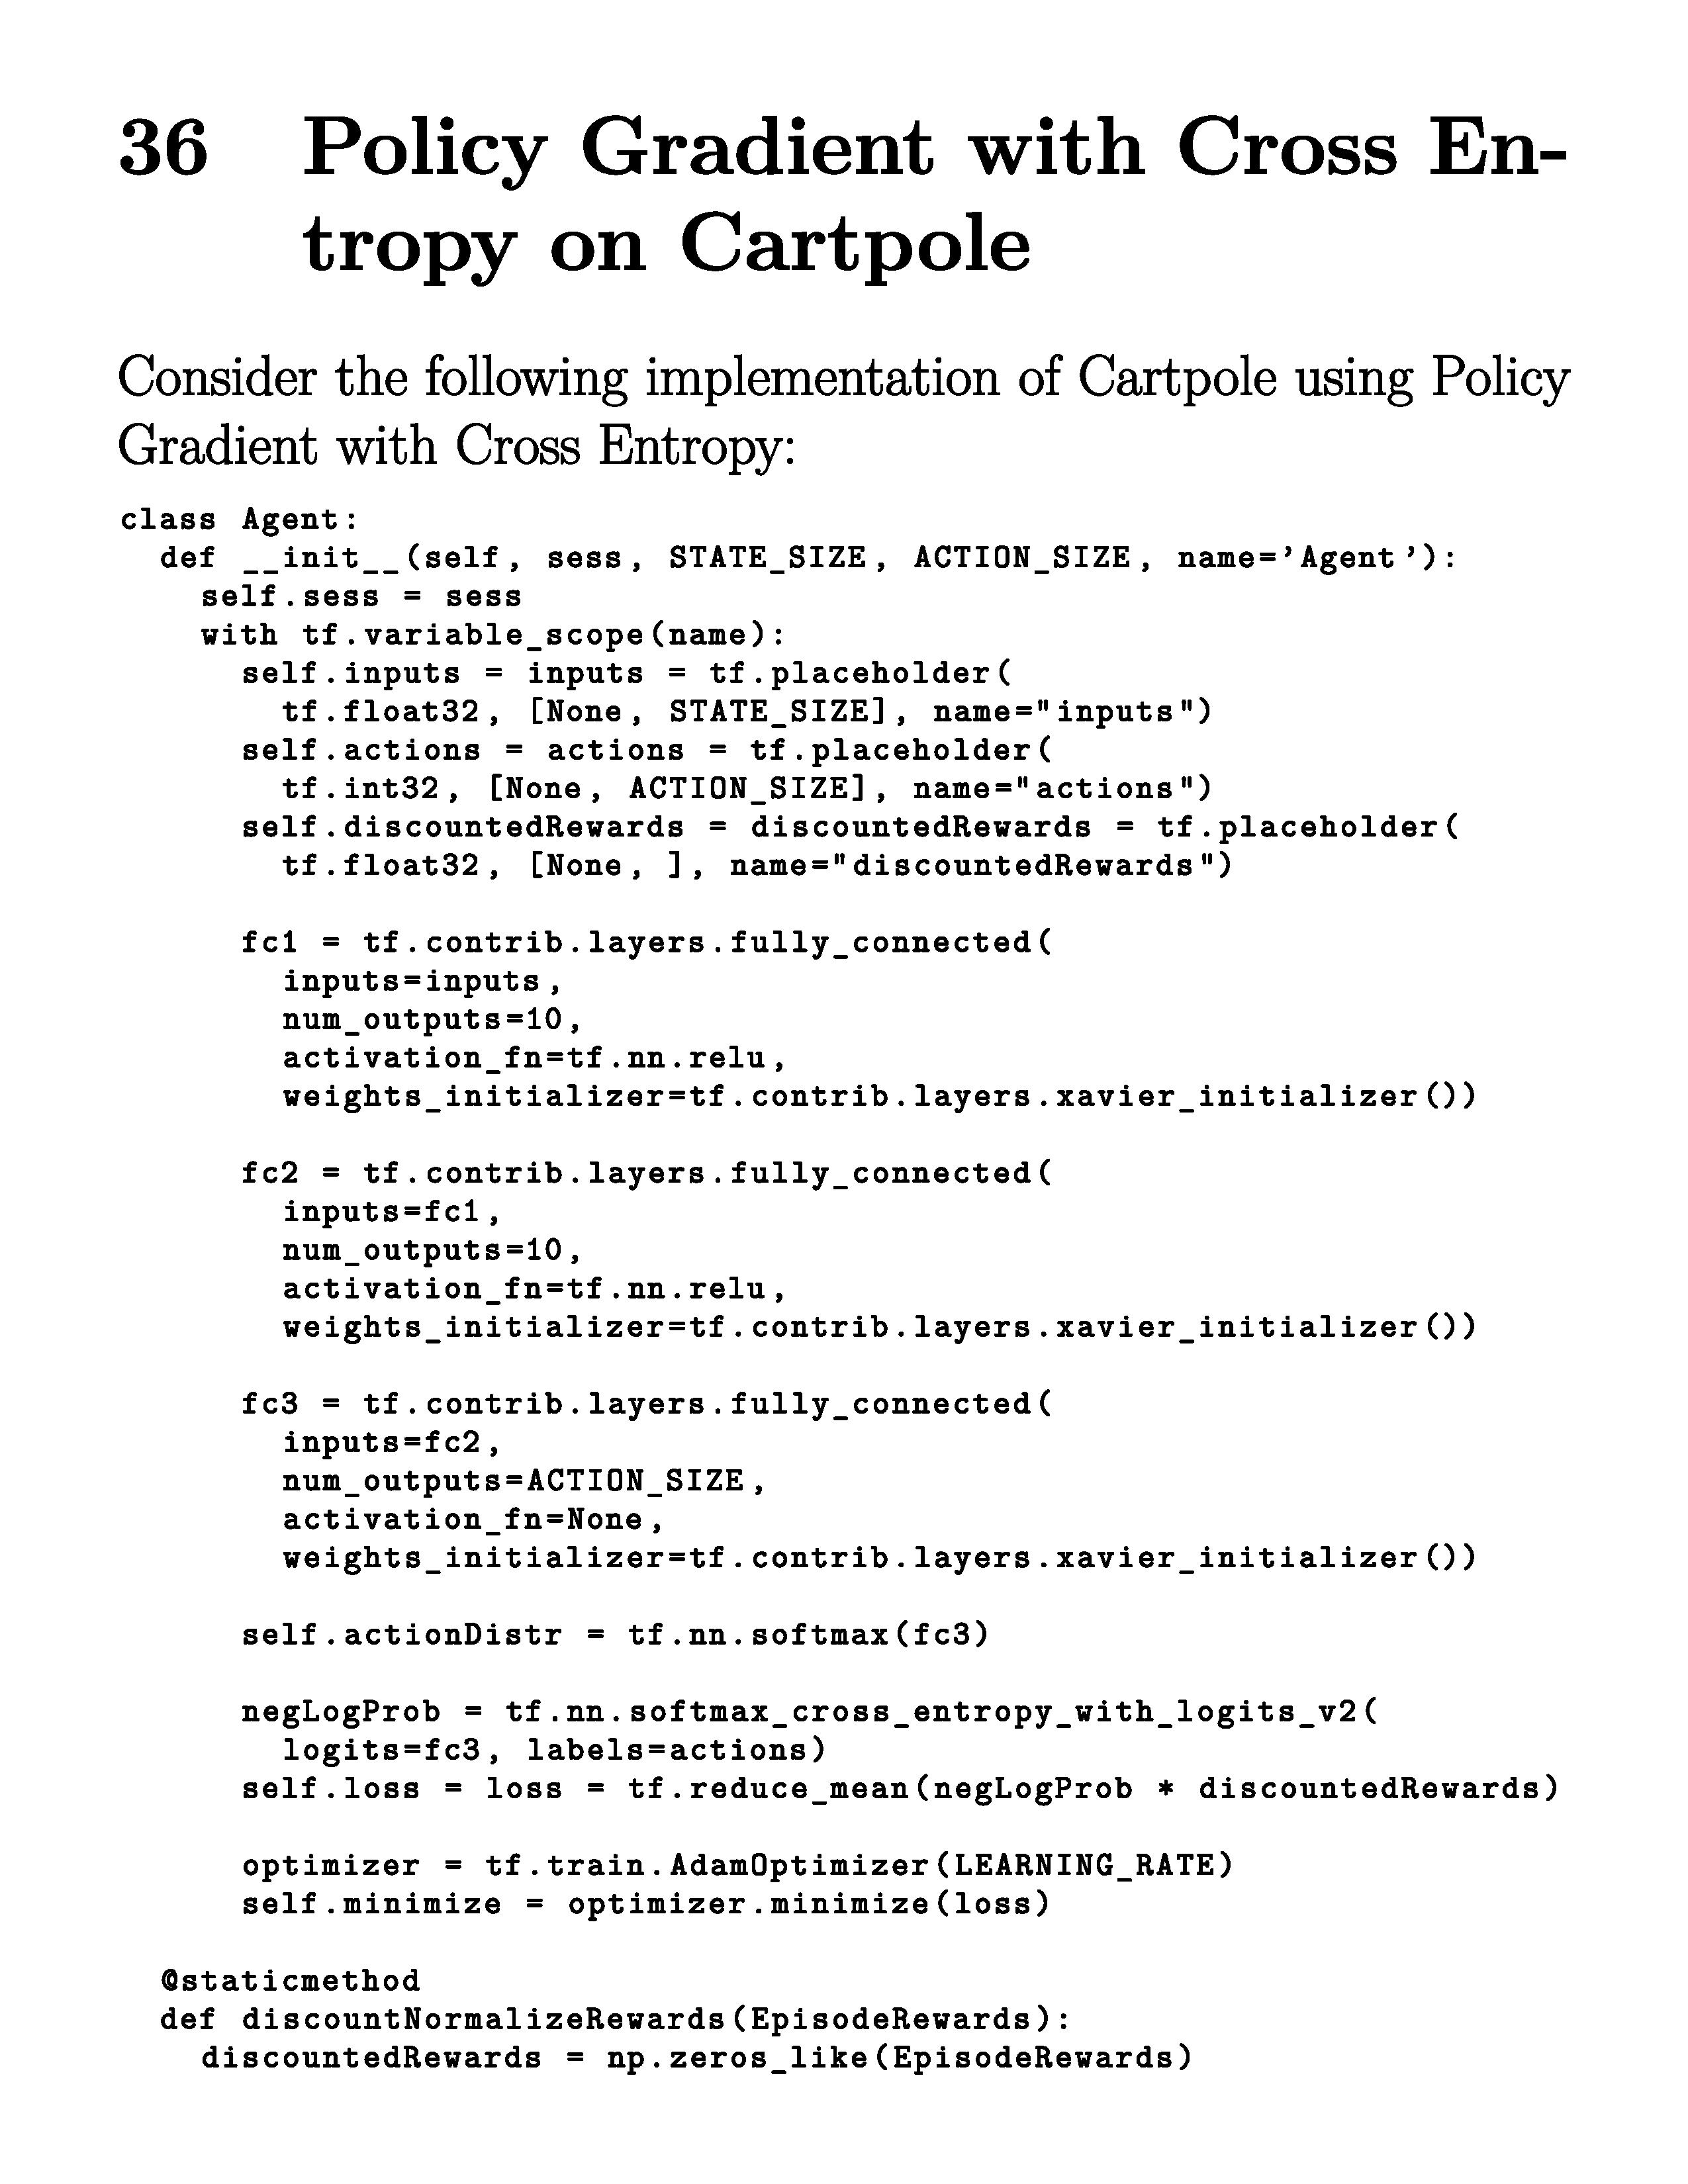 36 Policy Gradient with Cross En-
tropy on Cartpole
Consider the following implementation of Cartpole using Policy
Gradient with Cross Entropy:
class Agent:
  def __init__(self, sess, STATE_SIZE, ACTION_SIZE, name='Agent'):
    self.sess = sess
    with tf.variable_scope(name):
      self.inputs = inputs = tf.placeholder(
        tf.float32, [None, STATE_SIZE], name="inputs")
      self.actions = actions = tf.placeholder(
        tf.int32, [None, ACTION_SIZE], name="actions")
      self.discountedRewards = discountedRewards = tf.placeholder(
        tf.float32, [None, ], name="discountedRewards")

      fc1 = tf.contrib.layers.fully_connected(
        inputs=inputs,
        num_outputs=10,
        activation_fn=tf.nn.relu,
        weights_initializer=tf.contrib.layers.xavier_initializer())

      fc2 = tf.contrib.layers.fully_connected(
        inputs=fc1,
        num_outputs=10,
        activation_fn=tf.nn.relu,
        weights_initializer=tf.contrib.layers.xavier_initializer())

      fc3 = tf.contrib.layers.fully_connected(
        inputs=fc2,
        num_outputs=ACTION_SIZE,
        activation_fn=None,
        weights_initializer=tf.contrib.layers.xavier_initializer())

      self.actionDistr = tf.nn.softmax(fc3)

      negLogProb = tf.nn.softmax_cross_entropy_with_logits_v2(
        logits=fc3, labels=actions)
      self.loss = loss = tf.reduce_mean(negLogProb * discountedRewards)

      optimizer = tf.train.AdamOptimizer(LEARNING_RATE)
      self.minimize = optimizer.minimize(loss)

  @staticmethod
  def discountNormalizeRewards(EpisodeRewards):
    discountedRewards = np.zeros_like(EpisodeRewards)